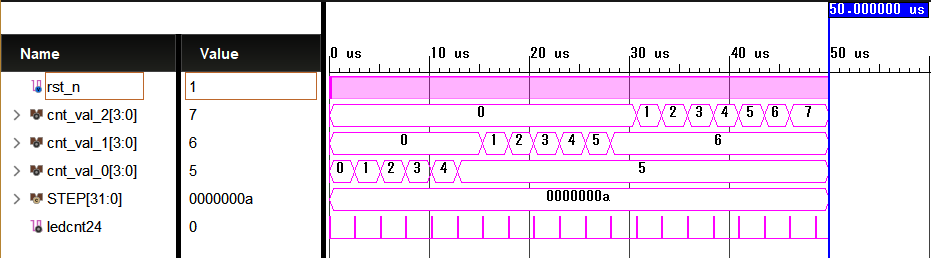 50.000000 us
Name Value 0 us 10 us 20 us 30 us 40 us 50 us
rst_n 1
cnt_val_2[3:0] 7 0 1 2 3 4 5 6 7
cnt_val_1[3:0] 6 0 1 2 3 4 5 6
cnt_val_0[3:0] 5 0 1 2 3 4 5
STEP[31:0] 0000000a 0000000a
ledcnt24 0